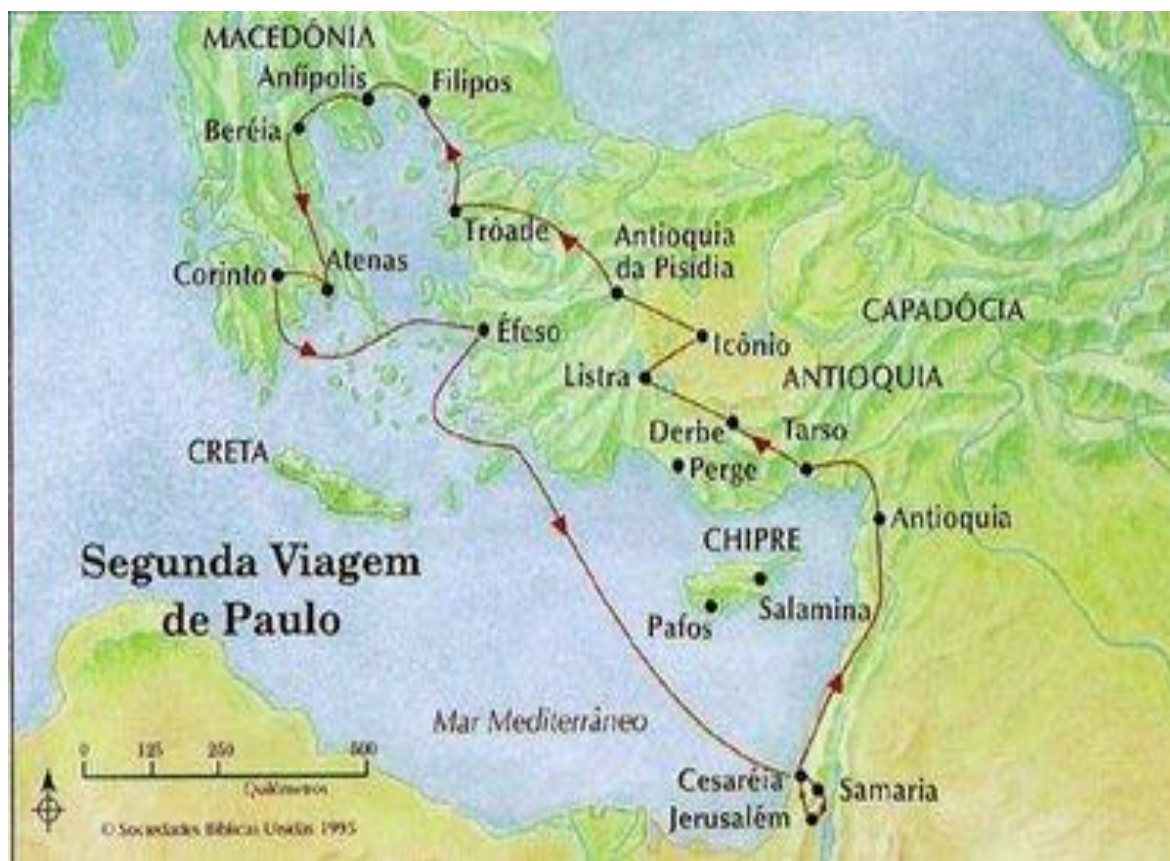 MACEDÓNIA
Anfípolis
Filipos
Beréia
Tróade
Antioquia
da Pisídia
Corinto
Atenas
CAPADÓCIA
Éfeso
Icônio
Listra
ANTIOQUIA
Derbe
Tarso
CRETA
Perge
Antioquia
CHIPRE
Segunda Viagem
de Paulo
Salamina
Pafos
Mar Mediterrâneo
0 125 250 500
Quilômetros
Cesaréia
Samaria
Jerusalém
© Sociedades Bíblicas Unidas 1995